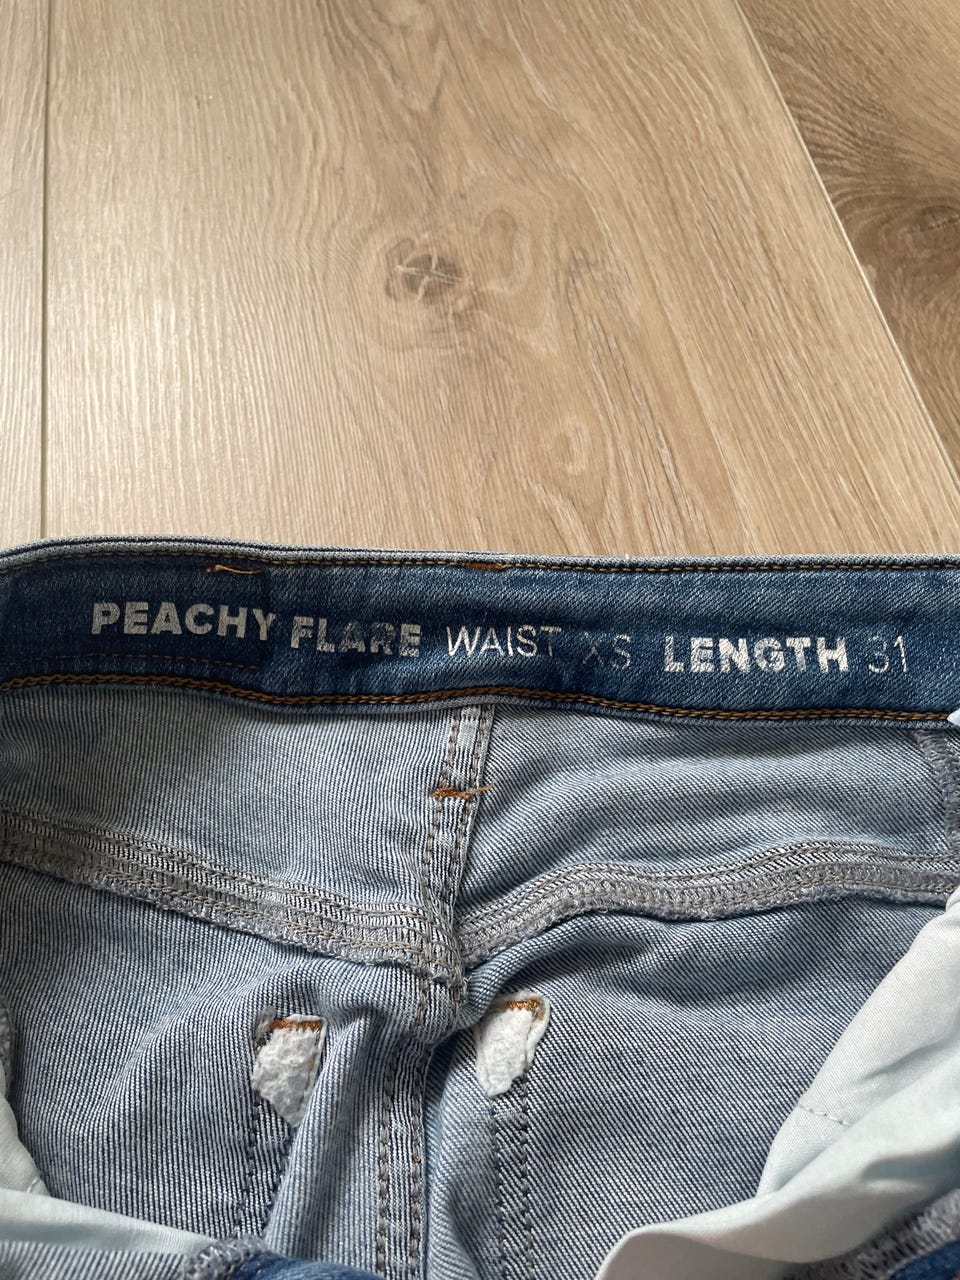 PEACHY FLARE WAIST XS LENGTH 31